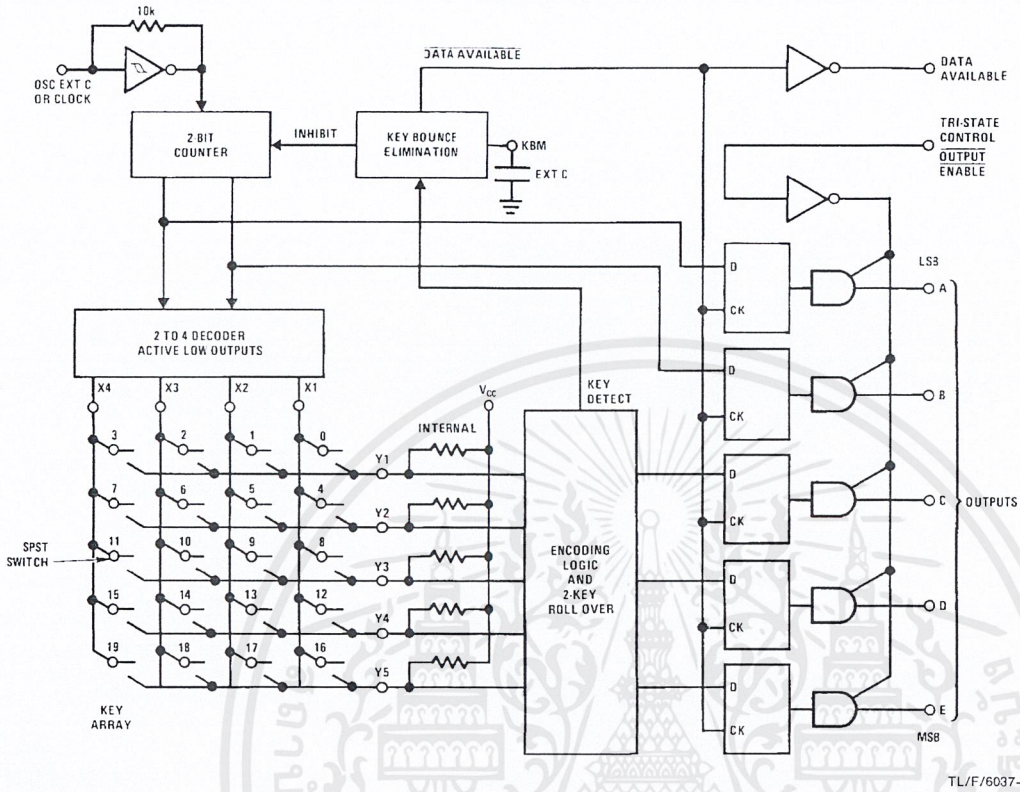 10k
OSC EXT C
OR CLOCK
2-BIT
COUNTER
INHIBIT
KEY BOUNCE
ELIMINATION
KBM
EXT C
DATA AVAILABLE
DATA
AVAILABLE
TRI-STATE
CONTROL
OUTPUT
ENABLE
2 TO 4 DECODER
ACTIVE LOW OUTPUTS
X4 X3 X2 X1
VCC
INTERNAL
KEY
DETECT
3 2 1 0
Y1
7 6 5 4
Y2
SPST
SWITCH
11 10 9 8
Y3
15 14 13 12
Y4
19 18 17 16
Y5
KEY
ARRAY
ENCODING
LOGIC
AND
2-KEY
ROLL OVER
D
CK
LSB
A
D
CK
B
D
CK
C
OUTPUTS
D
CK
D
D
CK
E
MSB
TL/F/6037-